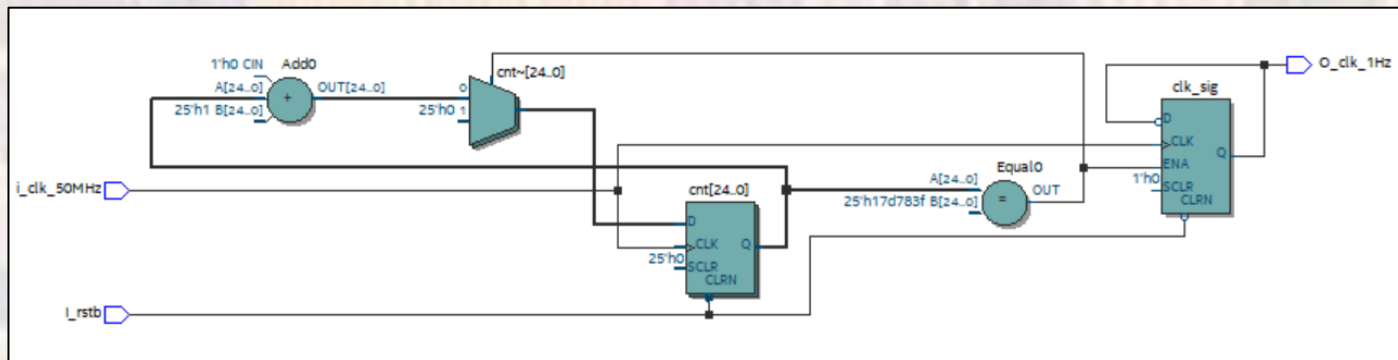 1'h0 CIN
Add0
A[24..0]
OUT[24..0]
25'h1 B[24..0]
+
cnt~[24..0]
0
25'h0
1
i_clk_50MHz
cnt[24..0]
D
CLK
Q
25'h0
SCLR
CLRN
I_rstb
Equal0
A[24..0]
OUT
25'h17d783f B[24..0]
=
clk_sig
D
CLK
ENA
Q
1'h0
SCLR
CLRN
O_clk_1Hz